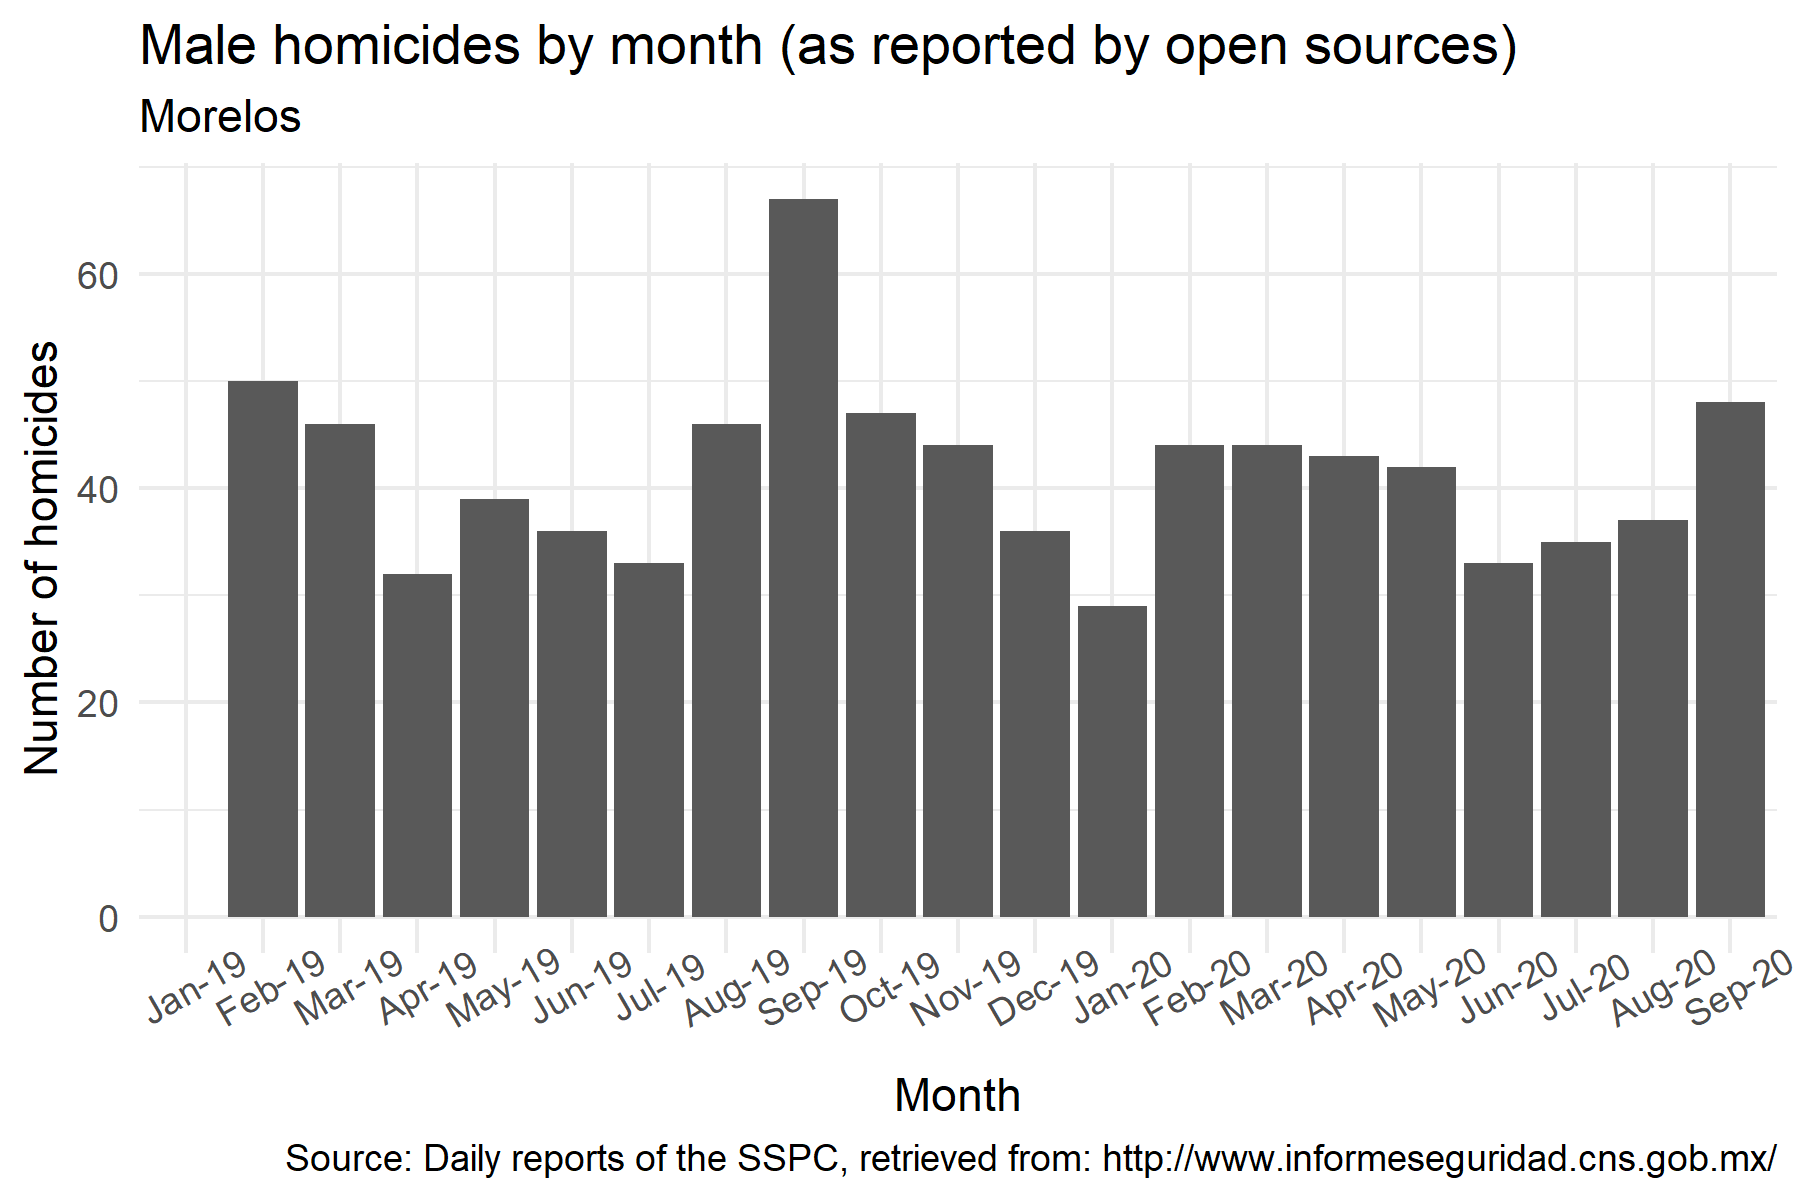 Male homicides by month (as reported by open sources)
Morelos
Number of homicides
60
40
20
0
Jan-19
Feb-19
Mar-19
Apr-19
May-19
Jun-19
Jul-19
Aug-19
Sep-19
Oct-19
Nov-19
Dec-19
Jan-20
Feb-20
Mar-20
Apr-20
May-20
Jun-20
Jul-20
Aug-20
Sep-20
Month
Source: Daily reports of the SSPC, retrieved from: http://www.informeseguridad.cns.gob.mx/